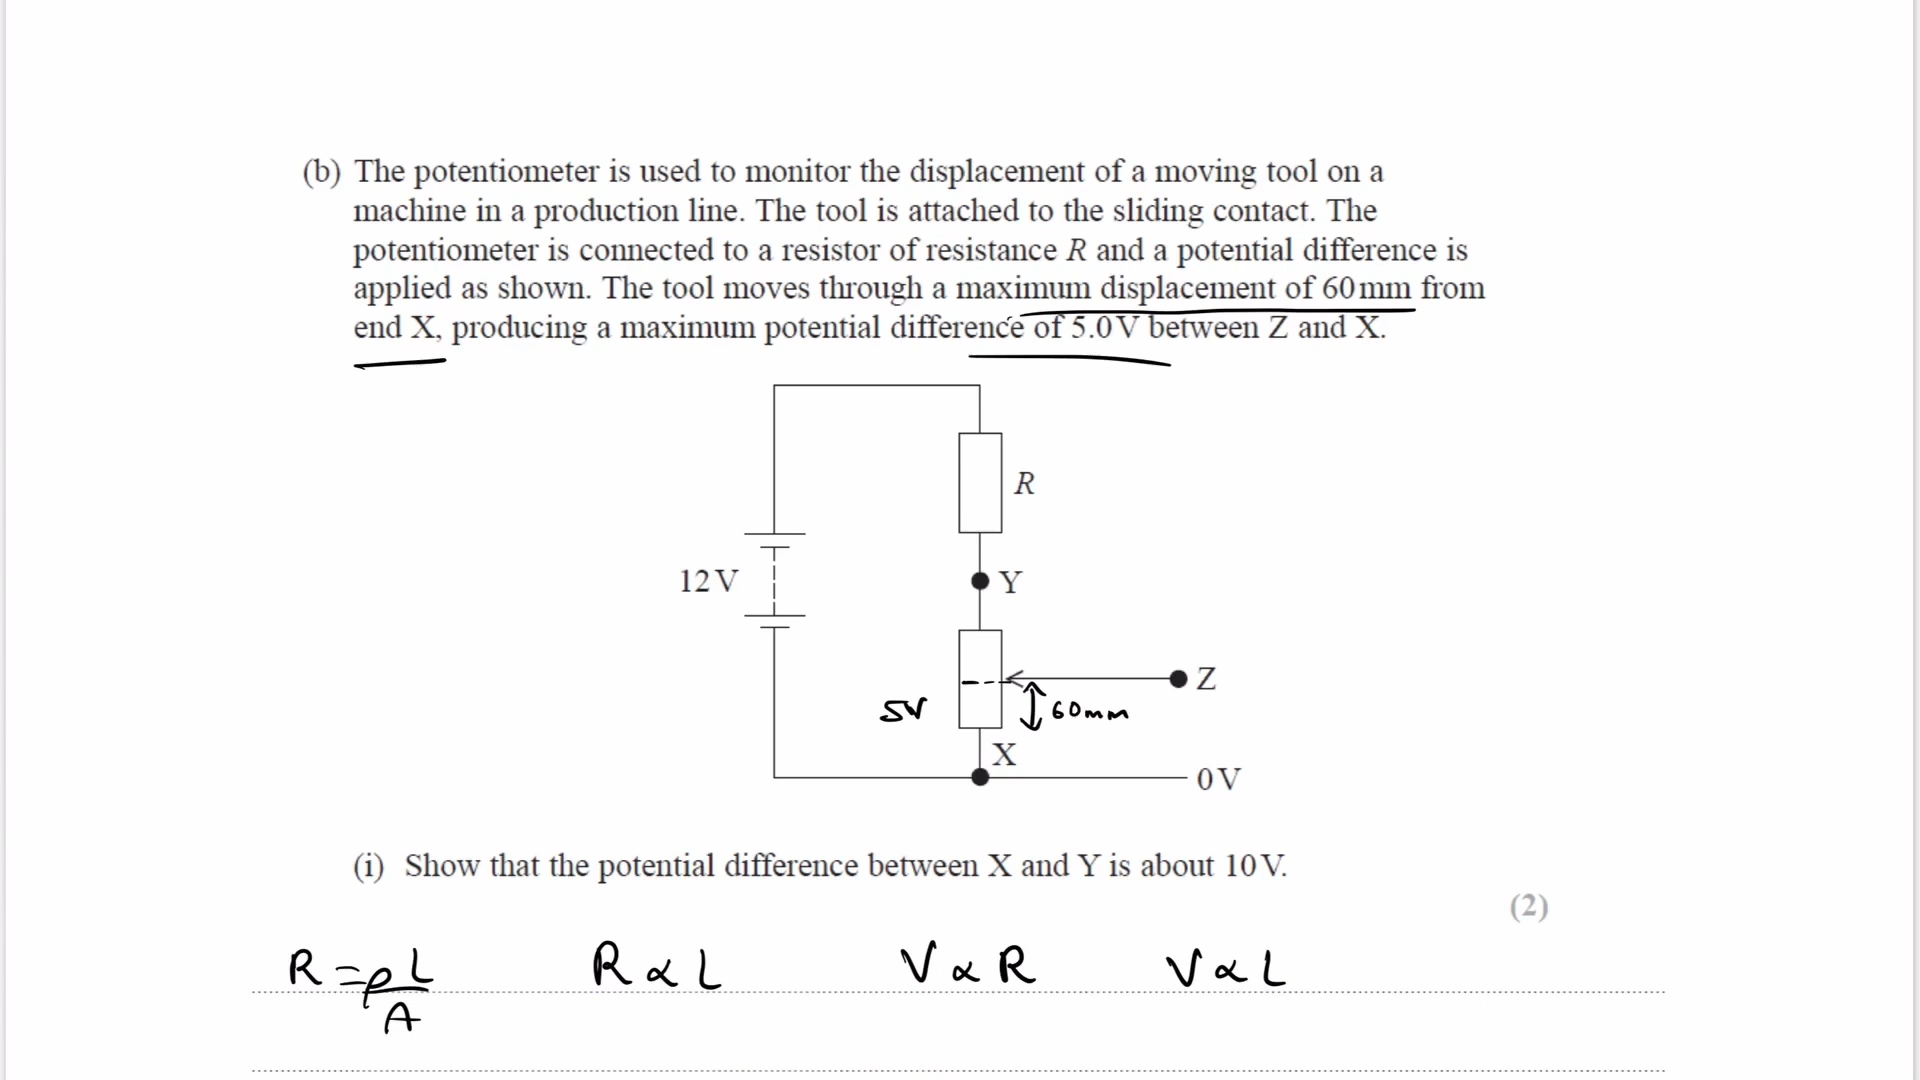 (b) The potentiometer is used to monitor the displacement of a moving tool on a
machine in a production line. The tool is attached to the sliding contact. The
potentiometer is connected to a resistor of resistance R and a potential difference is
applied as shown. The tool moves through a maximum displacement of 60 mm from
end X, producing a maximum potential difference of 5.0 V between Z and X.
R
12 V
Y
Z
5V
60mm
X
0 V
(i) Show that the potential difference between X and Y is about 10 V.
(2)
R = ρL/A R ∝ L V ∝ R V ∝ L